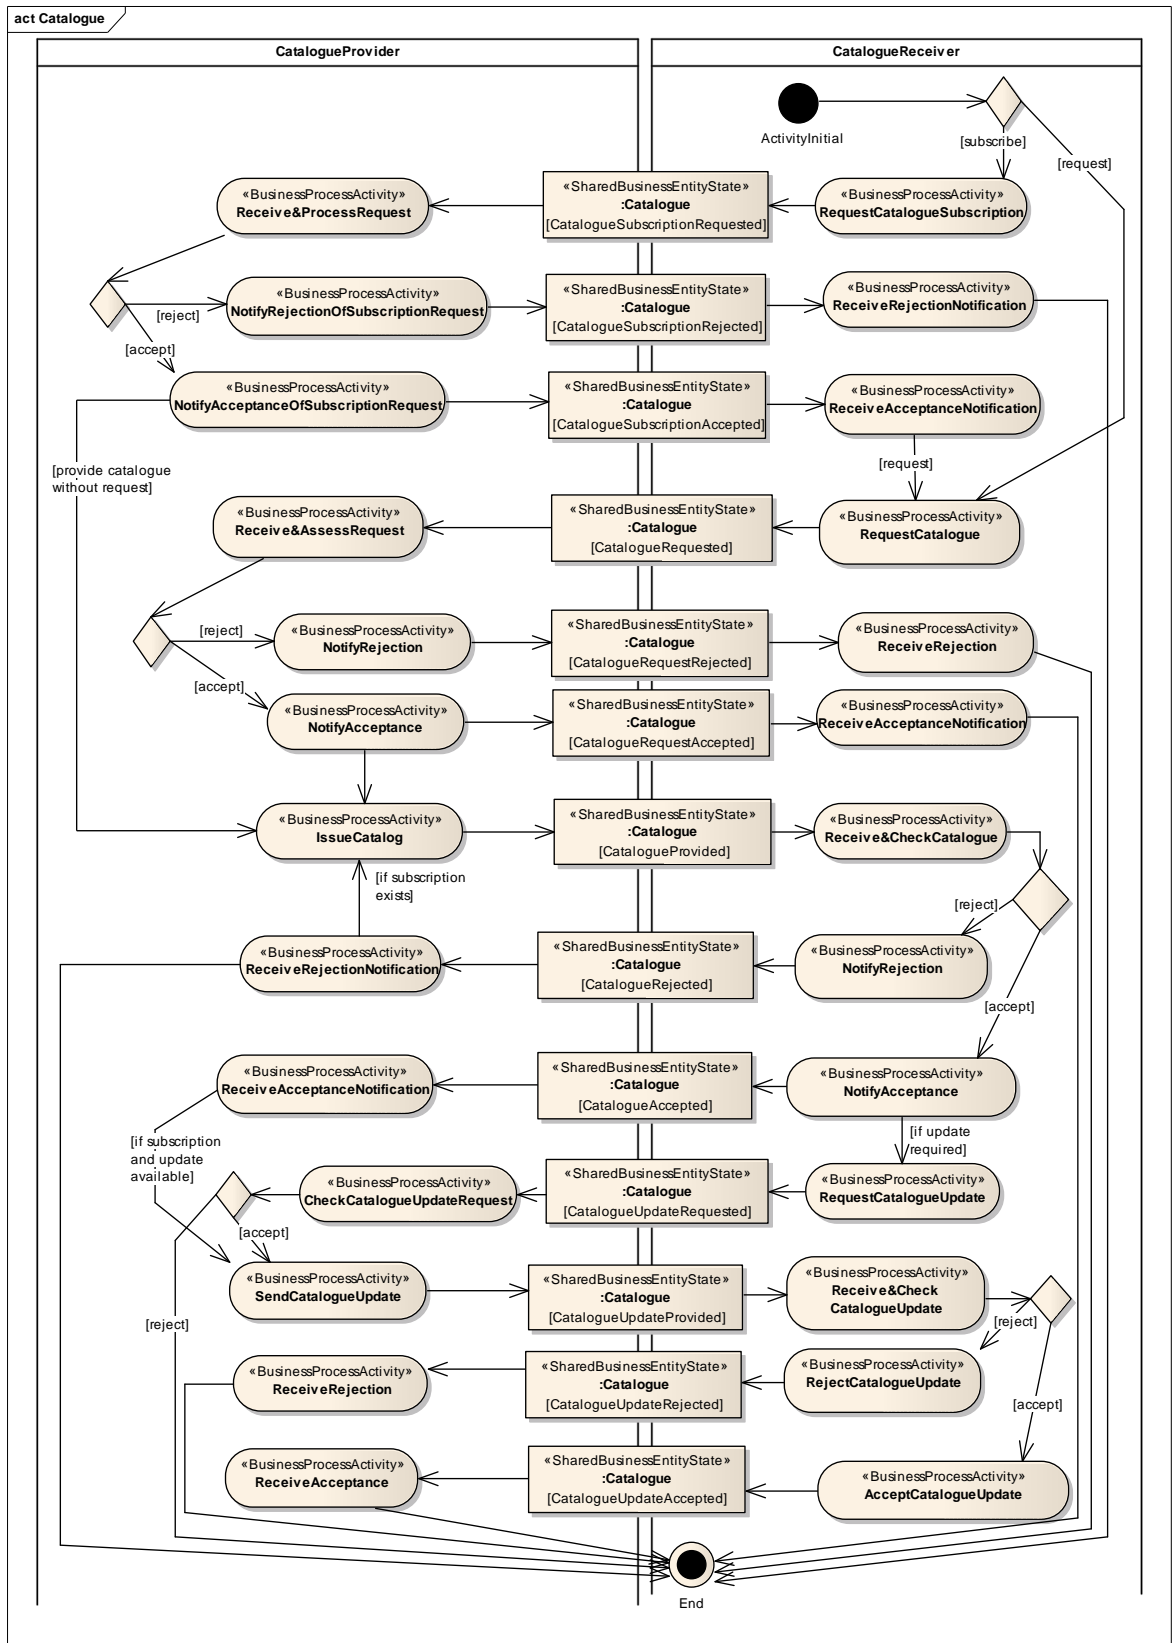 act Catalogue
CatalogueProvider
CatalogueReceiver
ActivityInitial
[subscribe]
[request]
«BusinessProcessActivity»
Receive&ProcessRequest
«SharedBusinessEntityState»
:Catalogue
[CatalogueSubscriptionRequested]
«BusinessProcessActivity»
RequestCatalogueSubscription
[reject]
«BusinessProcessActivity»
NotifyRejectionOfSubscriptionRequest
«SharedBusinessEntityState»
:Catalogue
[CatalogueSubscriptionRejected]
«BusinessProcessActivity»
ReceiveRejectionNotification
[accept]
«BusinessProcessActivity»
NotifyAcceptanceOfSubscriptionRequest
«SharedBusinessEntityState»
:Catalogue
[CatalogueSubscriptionAccepted]
«BusinessProcessActivity»
ReceiveAcceptanceNotification
[provide catalogue
without request]
[request]
«BusinessProcessActivity»
Receive&AssessRequest
«SharedBusinessEntityState»
:Catalogue
[CatalogueRequested]
«BusinessProcessActivity»
RequestCatalogue
[reject]
«BusinessProcessActivity»
NotifyRejection
«SharedBusinessEntityState»
:Catalogue
[CatalogueRequestRejected]
«BusinessProcessActivity»
ReceiveRejection
[accept]
«BusinessProcessActivity»
NotifyAcceptance
«SharedBusinessEntityState»
:Catalogue
[CatalogueRequestAccepted]
«BusinessProcessActivity»
ReceiveAcceptanceNotification
«BusinessProcessActivity»
IssueCatalog
«SharedBusinessEntityState»
:Catalogue
[CatalogueProvided]
«BusinessProcessActivity»
Receive&CheckCatalogue
[if subscription
exists]
[reject]
«BusinessProcessActivity»
ReceiveRejectionNotification
«SharedBusinessEntityState»
:Catalogue
[CatalogueRejected]
«BusinessProcessActivity»
NotifyRejection
[accept]
«BusinessProcessActivity»
ReceiveAcceptanceNotification
«SharedBusinessEntityState»
:Catalogue
[CatalogueAccepted]
«BusinessProcessActivity»
NotifyAcceptance
[if subscription
and update
available]
[if update
required]
«BusinessProcessActivity»
CheckCatalogueUpdateRequest
«SharedBusinessEntityState»
:Catalogue
[CatalogueUpdateRequested]
«BusinessProcessActivity»
RequestCatalogueUpdate
[accept]
«BusinessProcessActivity»
SendCatalogueUpdate
«SharedBusinessEntityState»
:Catalogue
[CatalogueUpdateProvided]
«BusinessProcessActivity»
Receive&Check
CatalogueUpdate
[reject]
[reject]
«BusinessProcessActivity»
ReceiveRejection
«SharedBusinessEntityState»
:Catalogue
[CatalogueUpdateRejected]
«BusinessProcessActivity»
RejectCatalogueUpdate
[accept]
«BusinessProcessActivity»
ReceiveAcceptance
«SharedBusinessEntityState»
:Catalogue
[CatalogueUpdateAccepted]
«BusinessProcessActivity»
AcceptCatalogueUpdate
End